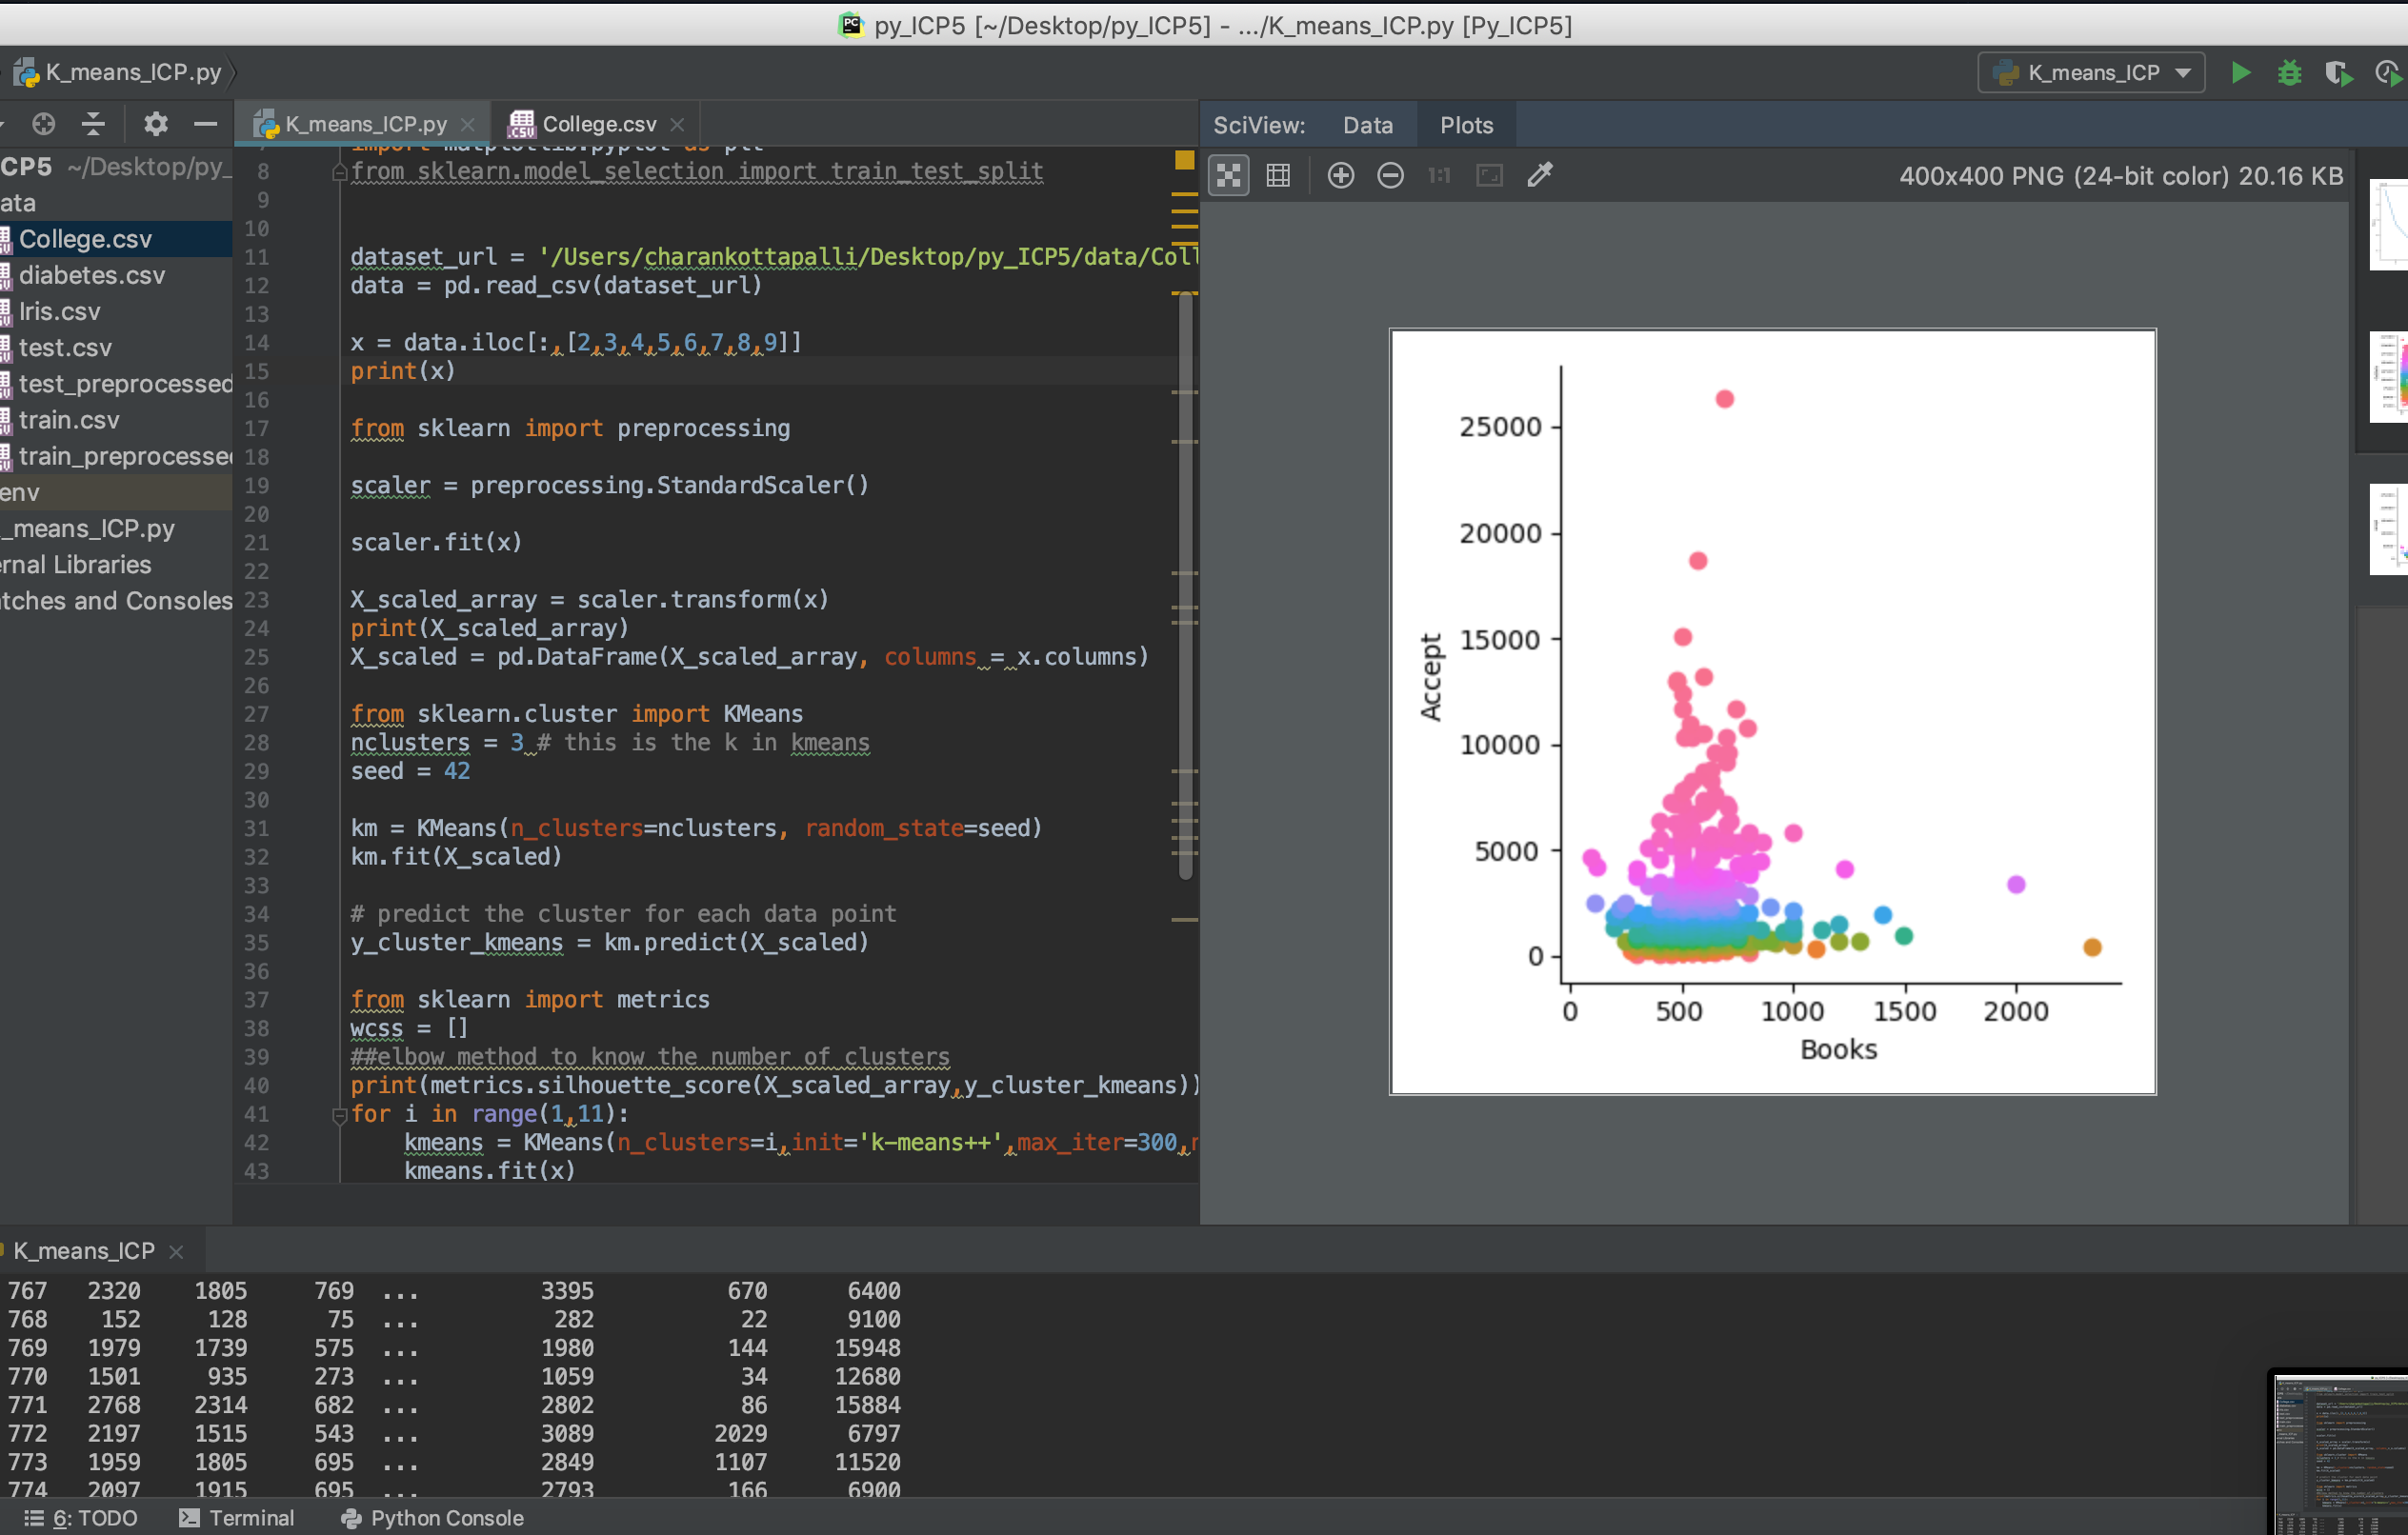 py_ICP5 [~/Desktop/py_ICP5] - .../K_means_ICP.py [Py_ICP5]
K_means_ICP.py
K_means_ICP
K_means_ICP.py
College.csv
SciView:
Data
Plots
400x400 PNG (24-bit color) 20.16 KB
1:1
CP5 ~/Desktop/py_
ata
College.csv
diabetes.csv
Iris.csv
test.csv
test_preprocessed
train.csv
train_preprocessed
env
_means_ICP.py
rnal Libraries
tches and Consoles
7 import matplotlib.pyplot as plt
8 from sklearn.model_selection import train_test_split
9
10
11 dataset_url = '/Users/charankottapalli/Desktop/py_ICP5/data/Coll
12 data = pd.read_csv(dataset_url)
13
14 x = data.iloc[:,[2,3,4,5,6,7,8,9]]
15 print(x)
16
17 from sklearn import preprocessing
18
19 scaler = preprocessing.StandardScaler()
20
21 scaler.fit(x)
22
23 X_scaled_array = scaler.transform(x)
24 print(X_scaled_array)
25 X_scaled = pd.DataFrame(X_scaled_array, columns = x.columns)
26
27 from sklearn.cluster import KMeans
28 nclusters = 3 # this is the k in kmeans
29 seed = 42
30
31 km = KMeans(n_clusters=nclusters, random_state=seed)
32 km.fit(X_scaled)
33
34 # predict the cluster for each data point
35 y_cluster_kmeans = km.predict(X_scaled)
36
37 from sklearn import metrics
38 wcss = []
39 ##elbow method to know the number of clusters
40 print(metrics.silhouette_score(X_scaled_array,y_cluster_kmeans))
41 for i in range(1,11):
42 kmeans = KMeans(n_clusters=i,init='k-means++',max_iter=300,
43 kmeans.fit(x)
25000
20000
15000
10000
5000
0
Accept
0 500 1000 1500 2000
Books
K_means_ICP
767 2320 1805 769 ... 3395 670 6400
768 152 128 75 ... 282 22 9100
769 1979 1739 575 ... 1980 144 15948
770 1501 935 273 ... 1059 34 12680
771 2768 2314 682 ... 2802 86 15884
772 2197 1515 543 ... 3089 2029 6797
773 1959 1805 695 ... 2849 1107 11520
774 2097 1915 695 ... 2793 166 6900
6: TODO
Terminal
Python Console